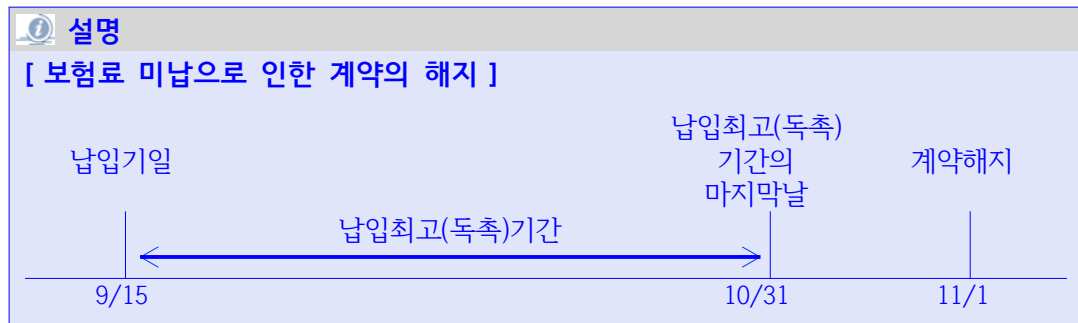 설명
[ 보험료 미납으로 인한 계약의 해지 ]
납입기일
납입최고(독촉)
기간의
마지막날
계약해지
납입최고(독촉)기간
9/15
10/31
11/1